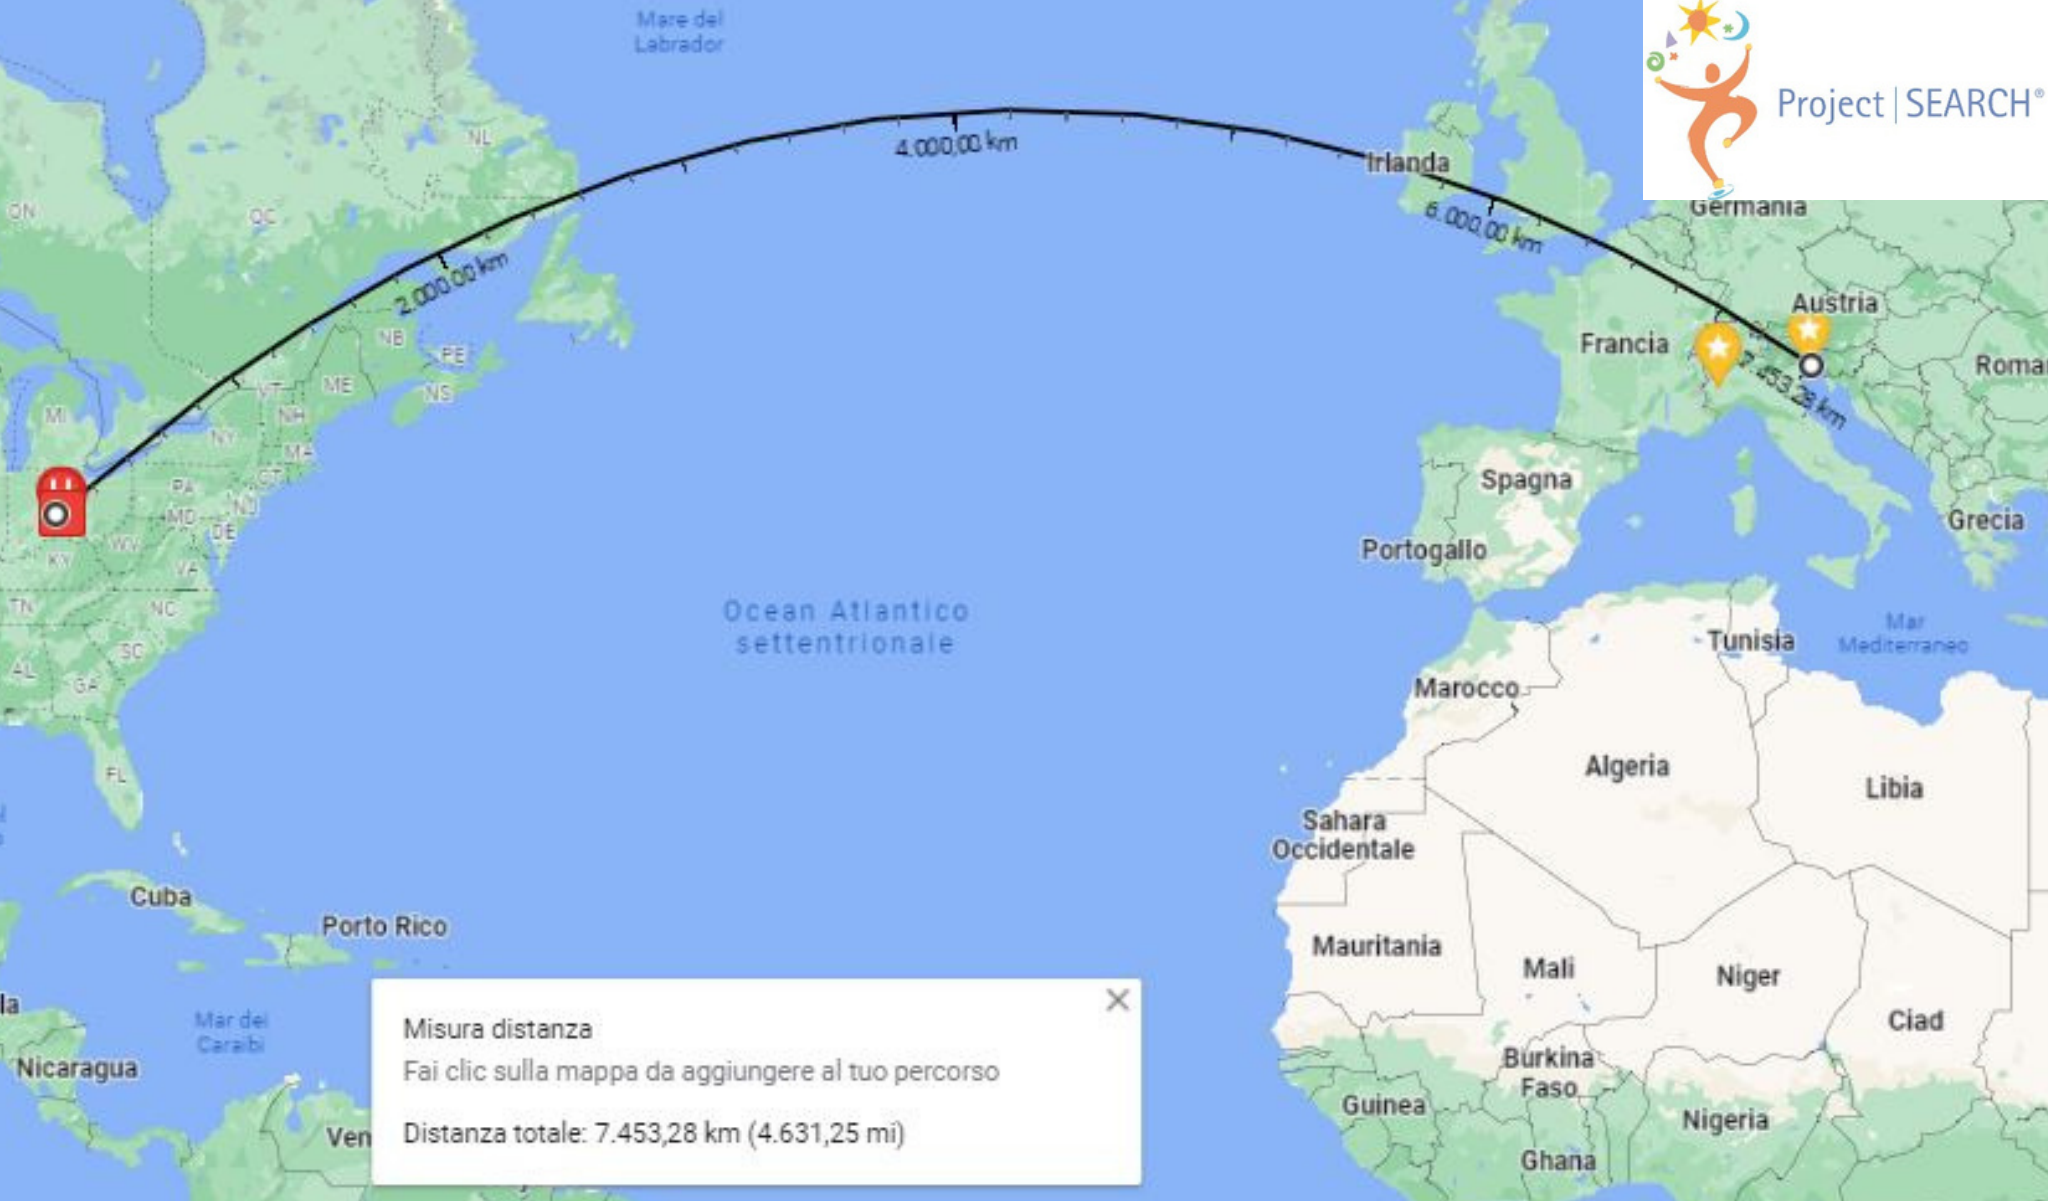 Mare del
Labrador
Project | SEARCH®
NL
4.000,00 km
Irlanda
ON
QC
6.000,00 km
Germania
2.000,00 km
Austria
NB
PE
Francia
VT
ME
NS
Romar
7.453,28 km
MI
NH
NY
MA
CT
Spagna
PA
NJ
MD
DE
Grecia
WV
KY
Portogallo
VA
TN
NC
Ocean Atlantico
settentrionale
Mar
Mediterraneo
Tunisia
SC
AL
GA
Marocco
FL
Algeria
Libia
Sahara
Occidentale
Cuba
Porto Rico
Mauritania
Mali
Niger
la
Mar dei
Caraibi
Ciad
Nicaragua
Misura distanza
Fai clic sulla mappa da aggiungere al tuo percorso
Burkina
Faso
Guinea
Nigeria
Ven
Distanza totale: 7.453,28 km (4.631,25 mi)
Ghana